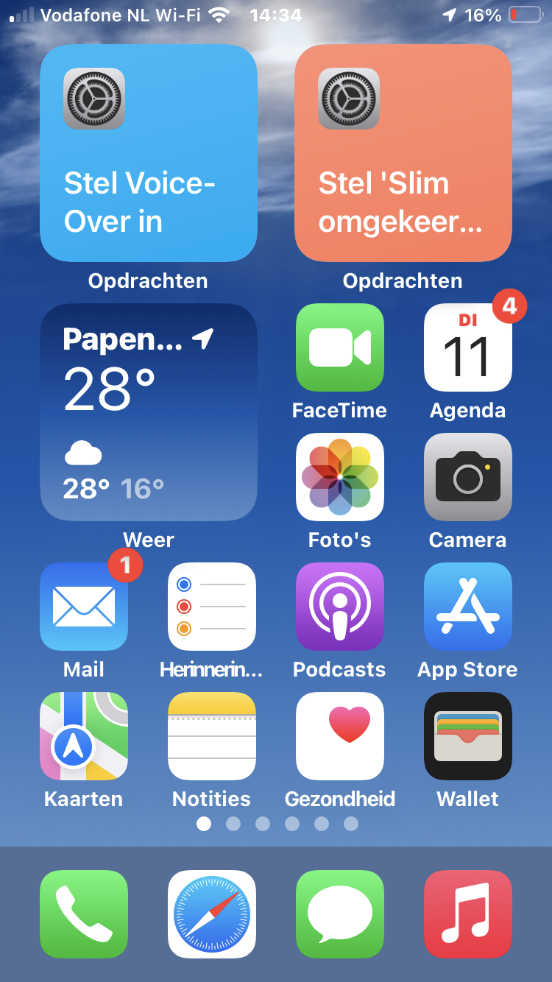 Vodafone NL Wi-Fi 14:34 16%
Stel Voice-
Over in
Opdrachten
Stel 'Slim
omgekeer...
Opdrachten
Papen...
28°
28° 16°
Weer
FaceTime
4
DI
11
Agenda
Foto's
Camera
1
Mail
Herinnerin...
Podcasts
App Store
Kaarten
Notities
Gezondheid
Wallet